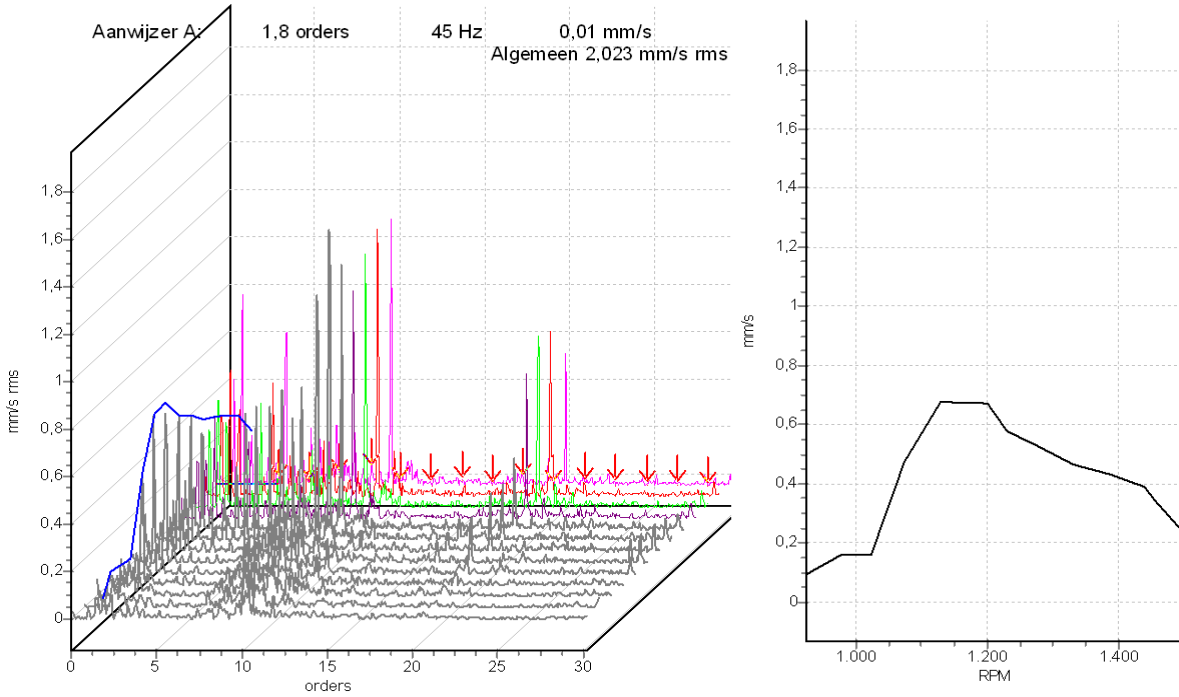 Aanwijzer A: 1,8 orders 45 Hz 0,01 mm/s
Algemeen 2,023 mm/s rms
1,8
1,6
1,4
1,2
1
0,8
0,6
0,4
0,2
0
mm/s rms
0 5 10 15 20 25 30
orders
1,8
1,6
1,4
1,2
1
0,8
0,6
0,4
0,2
0
mm/s
1.000 1.200 1.400
RPM